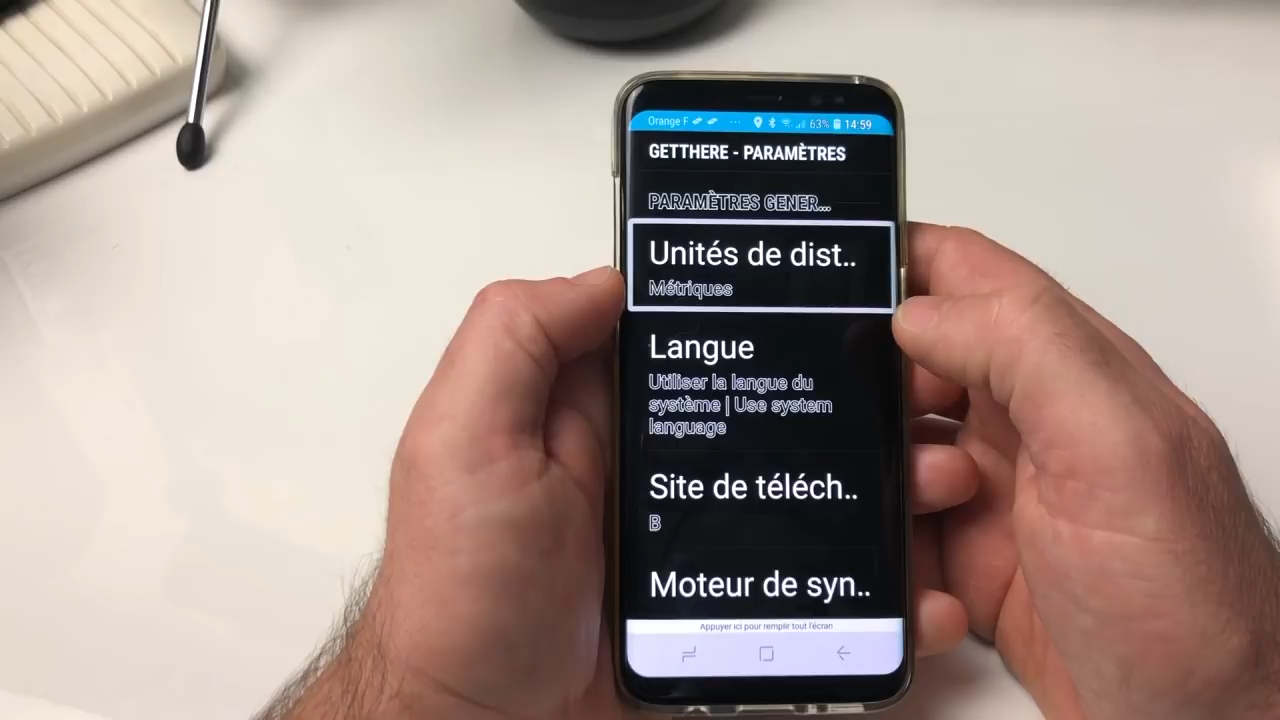 Orange F ... 63% 14:59
GETTHERE - PARAMÈTRES
PARAMÈTRES GENER...
Unités de dist..
Métriques
Langue
Utiliser la langue du
système | Use system
language
Site de téléch..
B
Moteur de syn..
Appuyer ici pour remplir tout l'écran